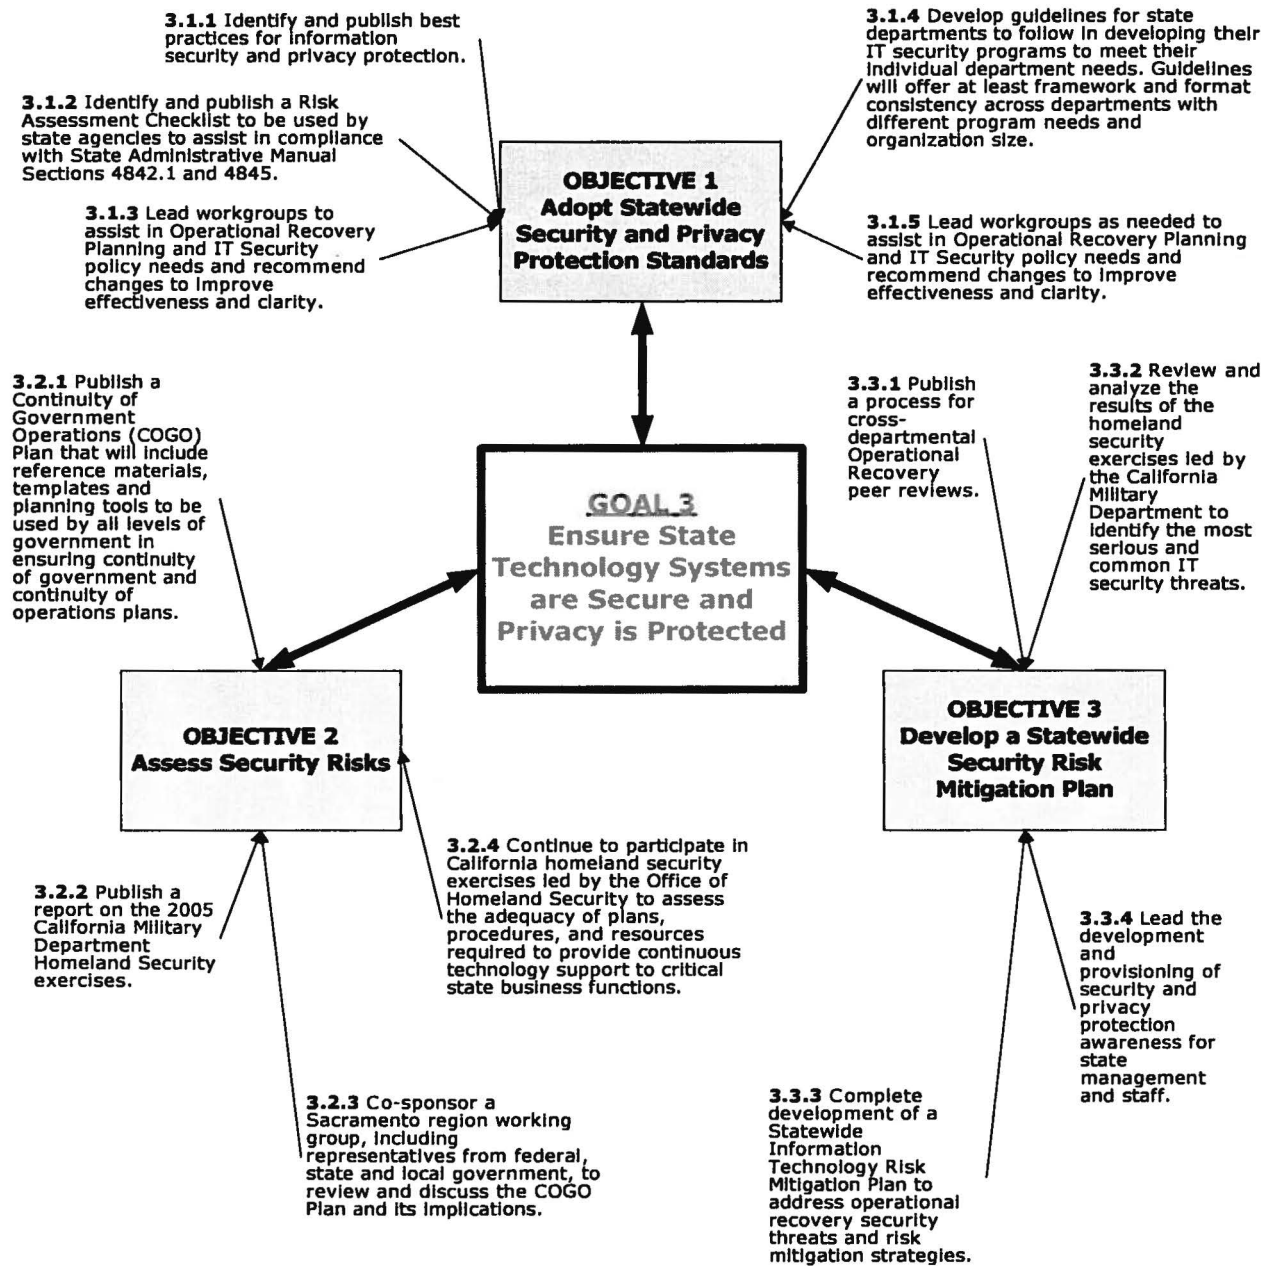 3.1.1 Identify and publish best
practices for information
security and privacy protection.
3.1.2 Identify and publish a Risk
Assessment Checklist to be used by
state agencies to assist in compliance
with State Administrative Manual
Sections 4842.1 and 4845.
3.1.3 Lead workgroups to
assist in Operational Recovery
Planning and IT Security
policy needs and recommend
changes to improve
effectiveness and clarity.
3.1.4 Develop guidelines for state
departments to follow in developing their
IT security programs to meet their
individual department needs. Guidelines
will offer at least framework and format
consistency across departments with
different program needs and
organization size.
3.1.5 Lead workgroups as needed to
assist in Operational Recovery Planning
and IT Security policy needs and
recommend changes to improve
effectiveness and clarity.
OBJECTIVE 1
Adopt Statewide
Security and Privacy
Protection Standards
3.2.1 Publish a
Continuity of
Government
Operations (COGO)
Plan that will include
reference materials,
templates and
planning tools to be
used by all levels of
government in
ensuring continuity
of government and
continuity of
operations plans.
GOAL 3
Ensure State
Technology Systems
are Secure and
Privacy is Protected
3.3.1 Publish
a process for
cross-
departmental
Operational
Recovery
peer reviews.
3.3.2 Review and
analyze the
results of the
homeland
security
exercises led by
the California
Military
Department to
identify the most
serious and
common IT
security threats.
OBJECTIVE 2
Assess Security Risks
OBJECTIVE 3
Develop a Statewide
Security Risk
Mitigation Plan
3.2.2 Publish a
report on the 2005
California Military
Department
Homeland Security
exercises.
3.2.4 Continue to participate in
California homeland security
exercises led by the Office of
Homeland Security to assess
the adequacy of plans,
procedures, and resources
required to provide continuous
technology support to critical
state business functions.
3.2.3 Co-sponsor a
Sacramento region working
group, including
representatives from federal,
state and local government, to
review and discuss the COGO
Plan and its implications.
3.3.3 Complete
development of a
Statewide
Information
Technology Risk
Mitigation Plan to
address operational
recovery security
threats and risk
mitigation strategies.
3.3.4 Lead the
development
and
provisioning of
security and
privacy
protection
awareness for
state
management
and staff.